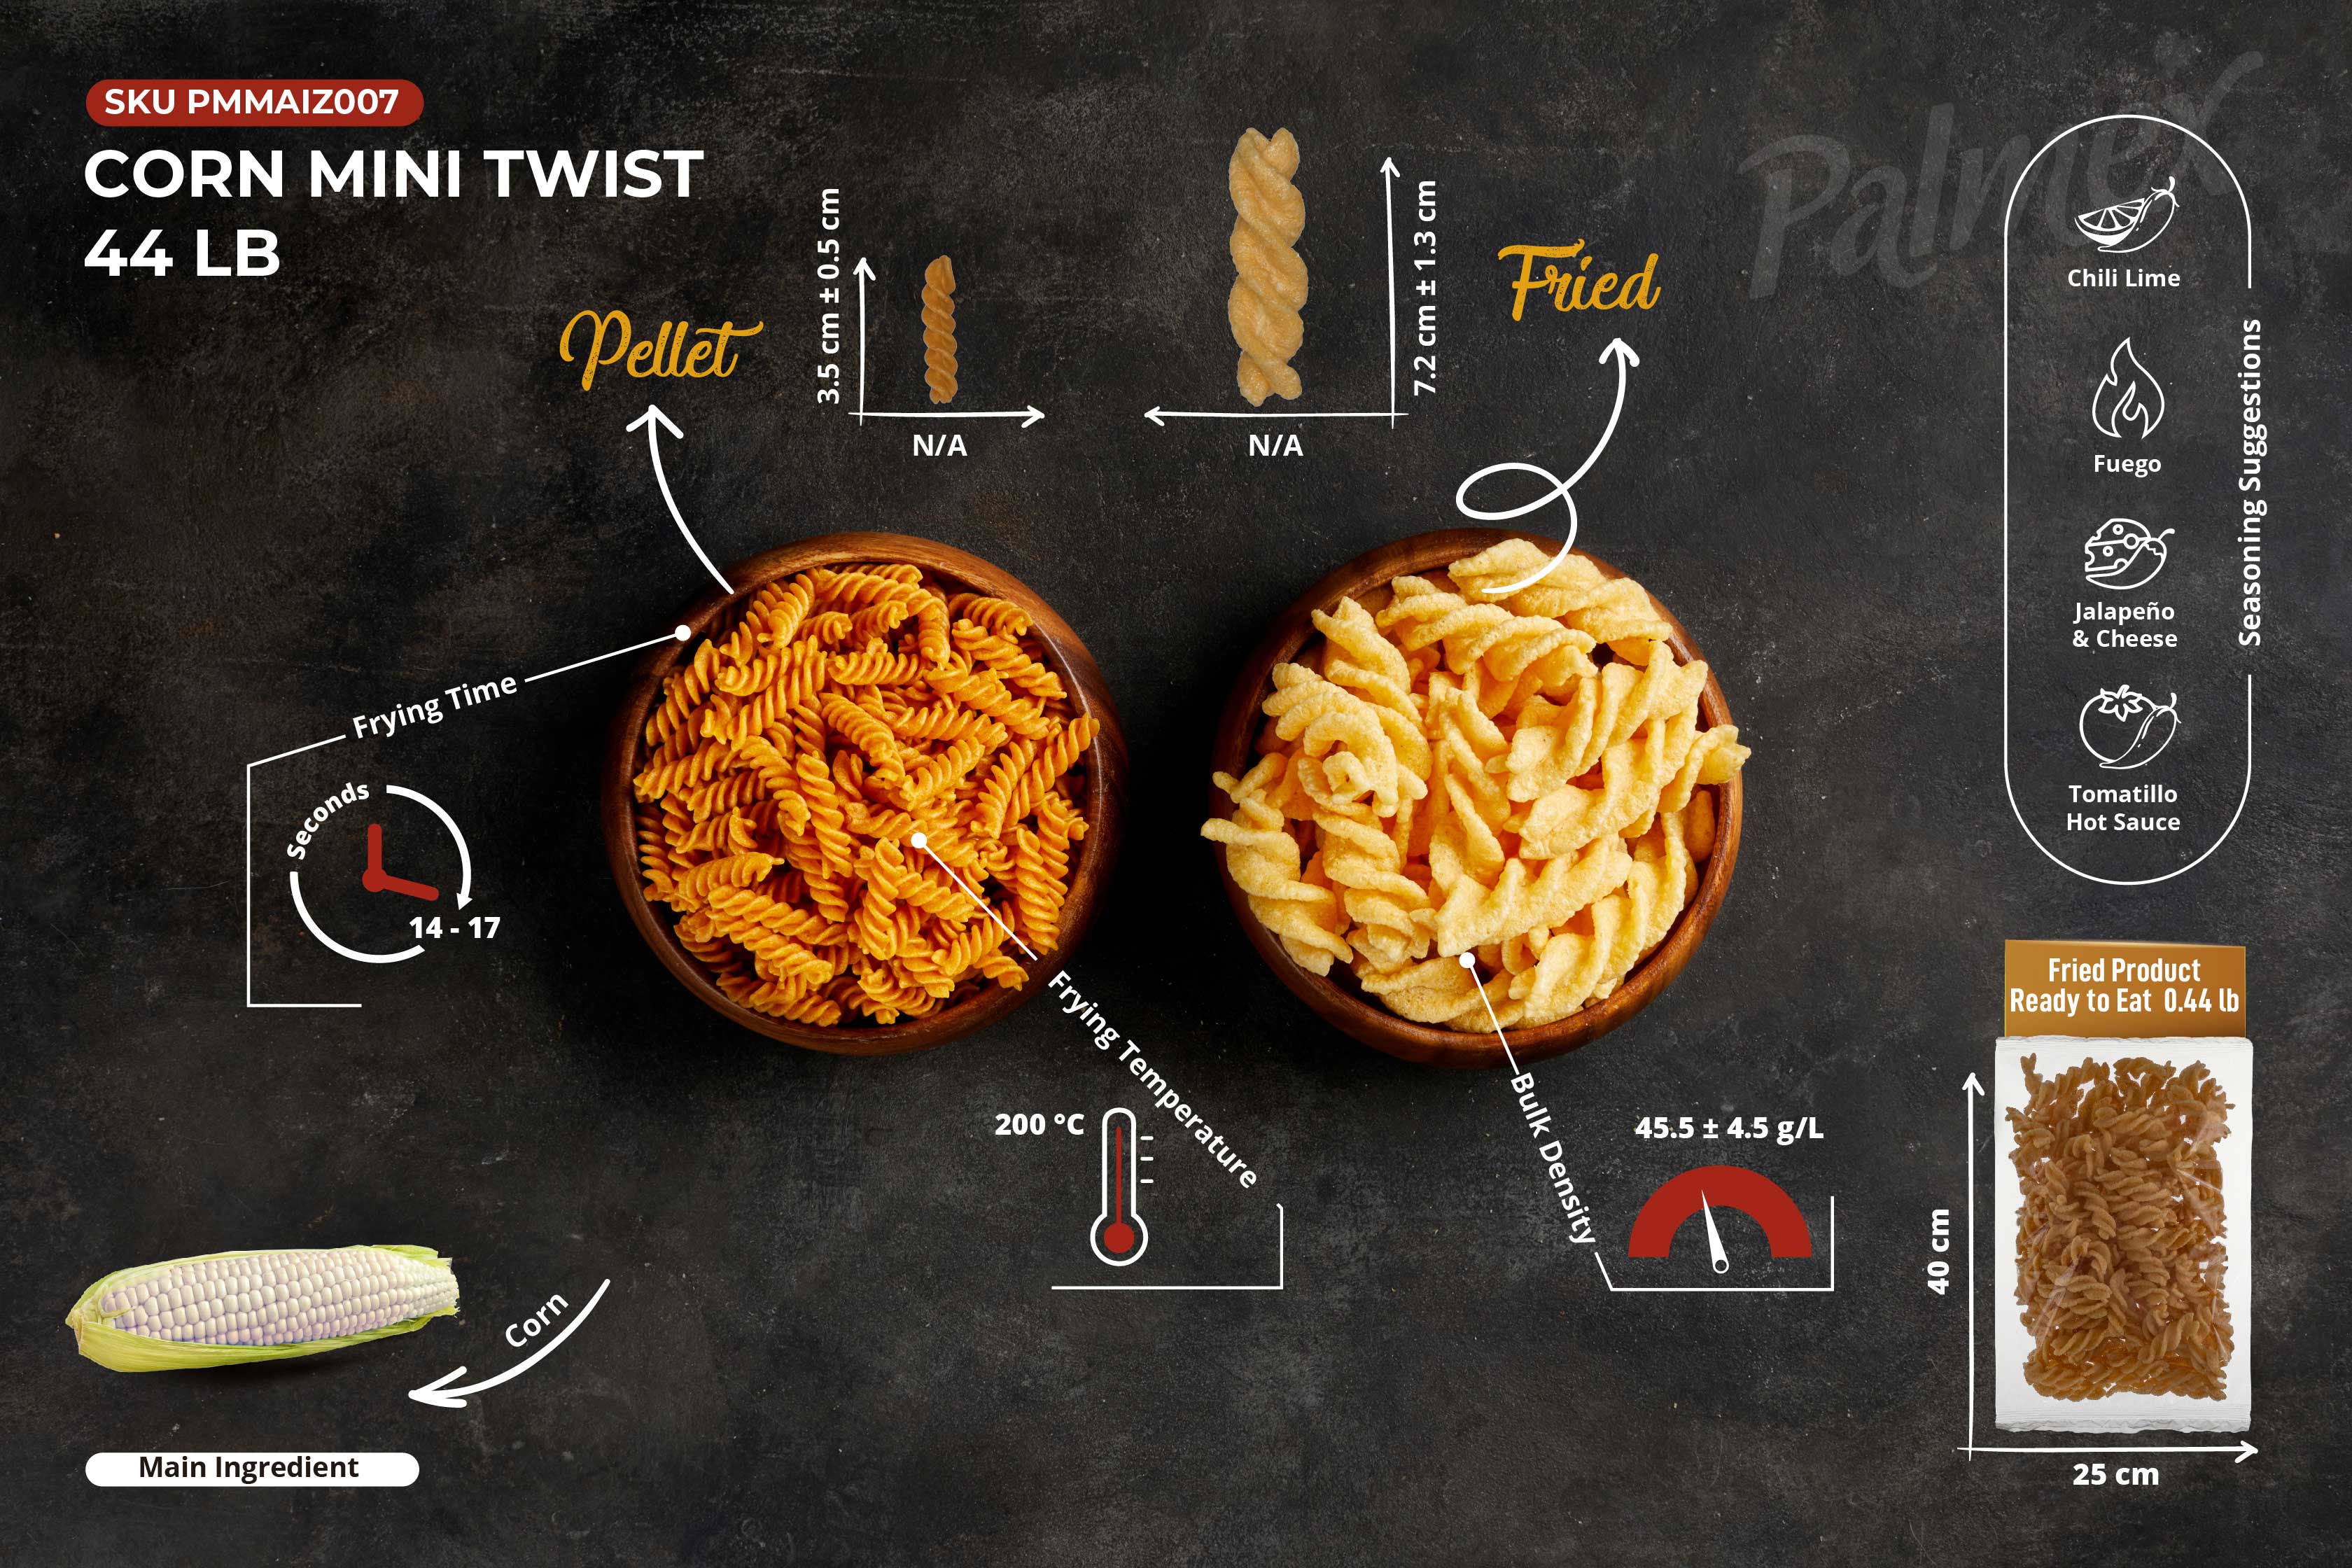 SKU PMMAIZ007
CORN MINI TWIST
44 LB
Palmex
Pellet
3.5 cm ± 0.5 cm
N/A
7.2 cm ± 1.3 cm
N/A
Fried
Chili Lime
Fuego
Jalapeño
& Cheese
Tomatillo
Hot Sauce
Seasoning Suggestions
Frying Time
Seconds
14 - 17
Frying Temperature
200 °C
Bulk Density
45.5 ± 4.5 g/L
Fried Product
Ready to Eat 0.44 lb
40 cm
25 cm
Corn
Main Ingredient